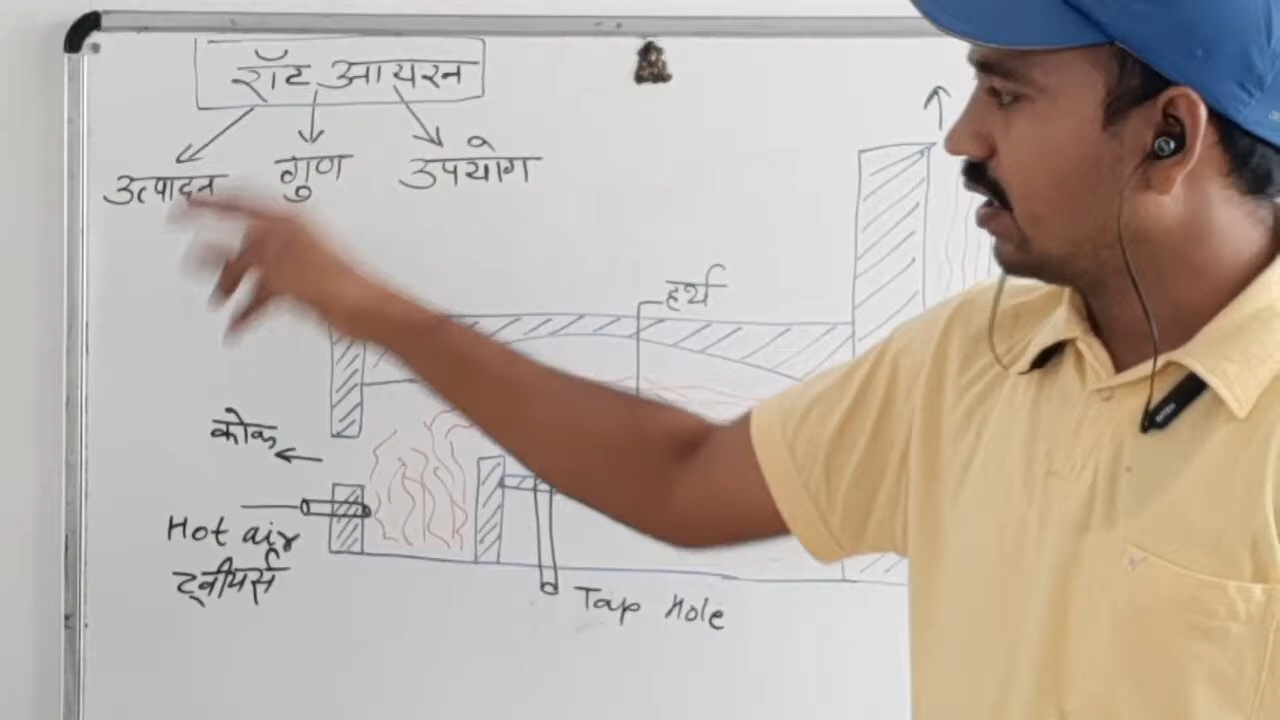 रॉट आयरन
उत्पादन गुण उपयोग
हर्थ
कोक
Hot air
ट्वीयर्स
Tap Hole